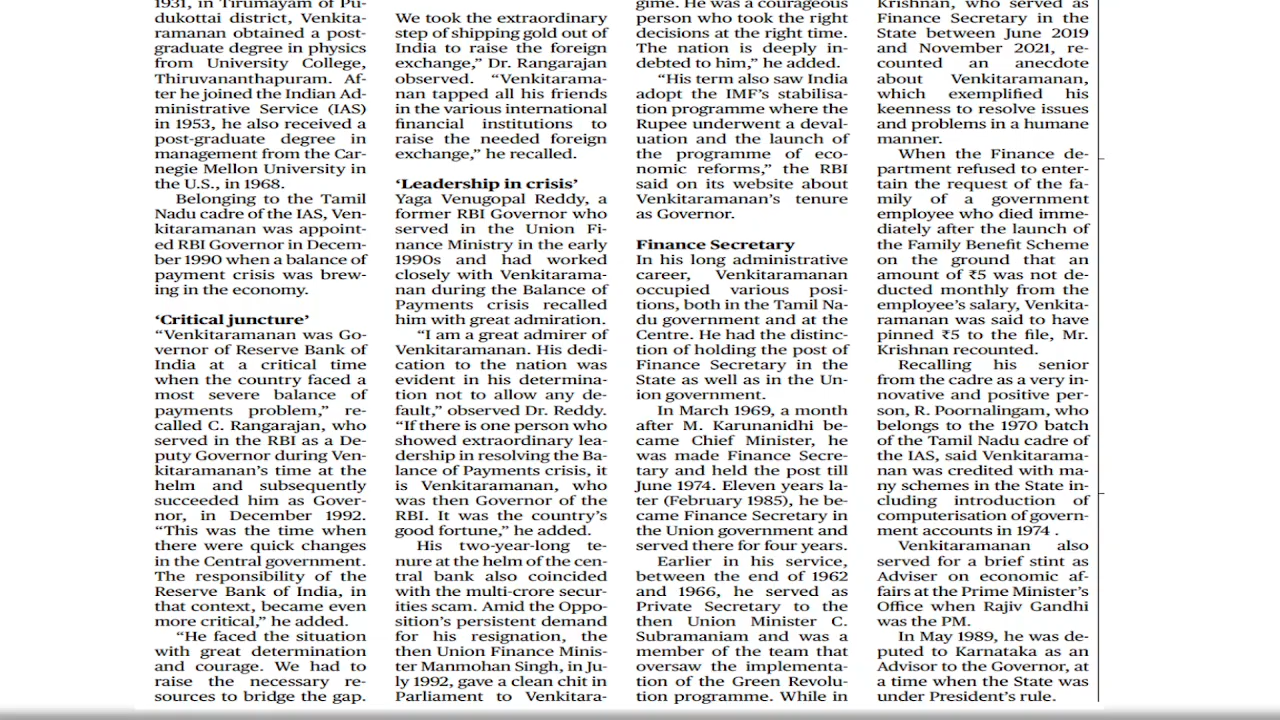 1931, in Tirumayam of Pu-
dukottai district, Venkita-
ramanan obtained a post-
graduate degree in physics
from University College,
Thiruvananthapuram. Af-
ter he joined the Indian Ad-
ministrative Service (IAS)
in 1953, he also received a
post-graduate degree in
management from the Car-
negie Mellon University in
the U.S., in 1968.
Belonging to the Tamil
Nadu cadre of the IAS, Ven-
kitaramanan was appoint-
ed RBI Governor in Decem-
ber 1990 when a balance of
payment crisis was brew-
ing in the economy.
‘Critical juncture’
“Venkitaramanan was Go-
vernor of Reserve Bank of
India at a critical time
when the country faced a
most severe balance of
payments problem,” re-
called C. Rangarajan, who
served in the RBI as a De-
puty Governor during Ven-
kitaramanan’s time at the
helm and subsequently
succeeded him as Gover-
nor, in December 1992.
“This was the time when
there were quick changes
in the Central government.
The responsibility of the
Reserve Bank of India, in
that context, became even
more critical,” he added.
“He faced the situation
with great determination
and courage. We had to
raise the necessary re-
sources to bridge the gap.
We took the extraordinary
step of shipping gold out of
India to raise the foreign
exchange,” Dr. Rangarajan
observed. “Venkitarama-
nan tapped all his friends
in the various international
financial institutions to
raise the needed foreign
exchange,” he recalled.
‘Leadership in crisis’
Yaga Venugopal Reddy, a
former RBI Governor who
served in the Union Fi-
nance Ministry in the early
1990s and had worked
closely with Venkitarama-
nan during the Balance of
Payments crisis recalled
him with great admiration.
“I am a great admirer of
Venkitaramanan. His dedi-
cation to the nation was
evident in his determina-
tion not to allow any de-
fault,” observed Dr. Reddy.
“If there is one person who
showed extraordinary lea-
dership in resolving the Ba-
lance of Payments crisis, it
is Venkitaramanan, who
was then Governor of the
RBI. It was the country’s
good fortune,” he added.
His two-year-long te-
nure at the helm of the cen-
tral bank also coincided
with the multi-crore secur-
ities scam. Amid the Oppo-
sition’s persistent demand
for his resignation, the
then Union Finance Minis-
ter Manmohan Singh, in Ju-
ly 1992, gave a clean chit in
Parliament to Venkitara-
gime. He was a courageous
person who took the right
decisions at the right time.
The nation is deeply in-
debted to him,” he added.
“His term also saw India
adopt the IMF’s stabilisa-
tion programme where the
Rupee underwent a deval-
uation and the launch of
the programme of eco-
nomic reforms,” the RBI
said on its website about
Venkitaramanan’s tenure
as Governor.
Finance Secretary
In his long administrative
career, Venkitaramanan
occupied various posi-
tions, both in the Tamil Na-
du government and at the
Centre. He had the distinc-
tion of holding the post of
Finance Secretary in the
State as well as in the Un-
ion government.
In March 1969, a month
after M. Karunanidhi be-
came Chief Minister, he
was made Finance Secre-
tary and held the post till
June 1974. Eleven years la-
ter (February 1985), he be-
came Finance Secretary in
the Union government and
served there for four years.
Earlier in his service,
between the end of 1962
and 1966, he served as
Private Secretary to the
then Union Minister C.
Subramaniam and was a
member of the team that
oversaw the implementa-
tion of the Green Revolu-
tion programme. While in
Krishnan, who served as
Finance Secretary in the
State between June 2019
and November 2021, re-
counted an anecdote
about Venkitaramanan,
which exemplified his
keenness to resolve issues
and problems in a humane
manner.
When the Finance de-
partment refused to enter-
tain the request of the fa-
mily of a government
employee who died imme-
diately after the launch of
the Family Benefit Scheme
on the ground that an
amount of ₹5 was not de-
ducted monthly from the
employee’s salary, Venkita-
ramanan was said to have
pinned ₹5 to the file, Mr.
Krishnan recounted.
Recalling his senior
from the cadre as a very in-
novative and positive per-
son, R. Poornalingam, who
belongs to the 1970 batch
of the Tamil Nadu cadre of
the IAS, said Venkitarama-
nan was credited with ma-
ny schemes in the State in-
cluding introduction of
computerisation of govern-
ment accounts in 1974 .
Venkitaramanan also
served for a brief stint as
Adviser on economic af-
fairs at the Prime Minister’s
Office when Rajiv Gandhi
was the PM.
In May 1989, he was de-
puted to Karnataka as an
Advisor to the Governor, at
a time when the State was
under President’s rule.